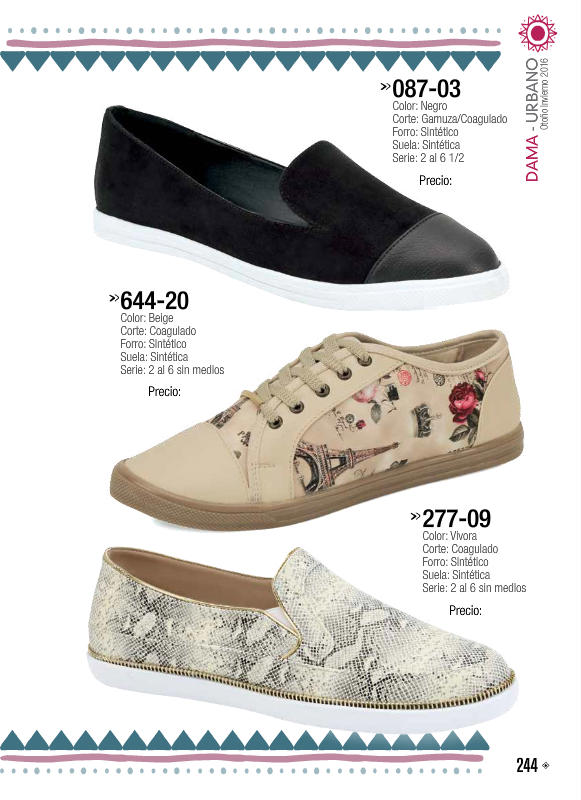 DAMA - URBANO
Otoño Invierno 2016
087-03
Color: Negro
Corte: Gamuza/Coagulado
Forro: Sintético
Suela: Sintética
Serie: 2 al 6 1/2
Precio:
644-20
Color: Beige
Corte: Coagulado
Forro: Sintético
Suela: Sintética
Serie: 2 al 6 sin medios
Precio:
277-09
Color: Vivora
Corte: Coagulado
Forro: Sintético
Suela: Sintética
Serie: 2 al 6 sin medios
Precio:
244